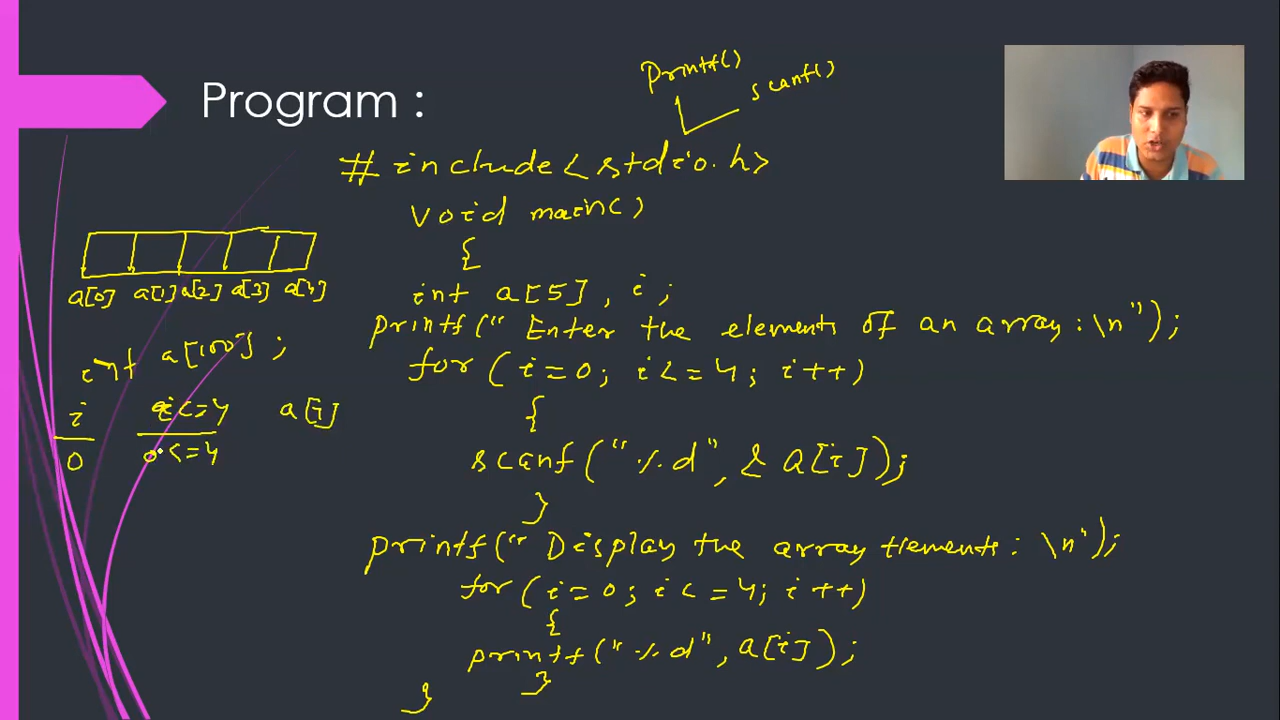 Program :
printf()
scanf()
# include<stdio.h>
void main()
{
int a[5], i;
printf(" Enter the elements of an array :\n");
for (i=0; i<=4; i++)
{
scanf("%d", & a[i]);
}
printf(" Display the array elements: \n");
for (i=0; i<=4; i++)
{
printf("%d", a[i]);
}
}
a[0] a[1] a[2] a[3] a[4]
int a[100] ;
i i<=4 a[i]
0 0<=4